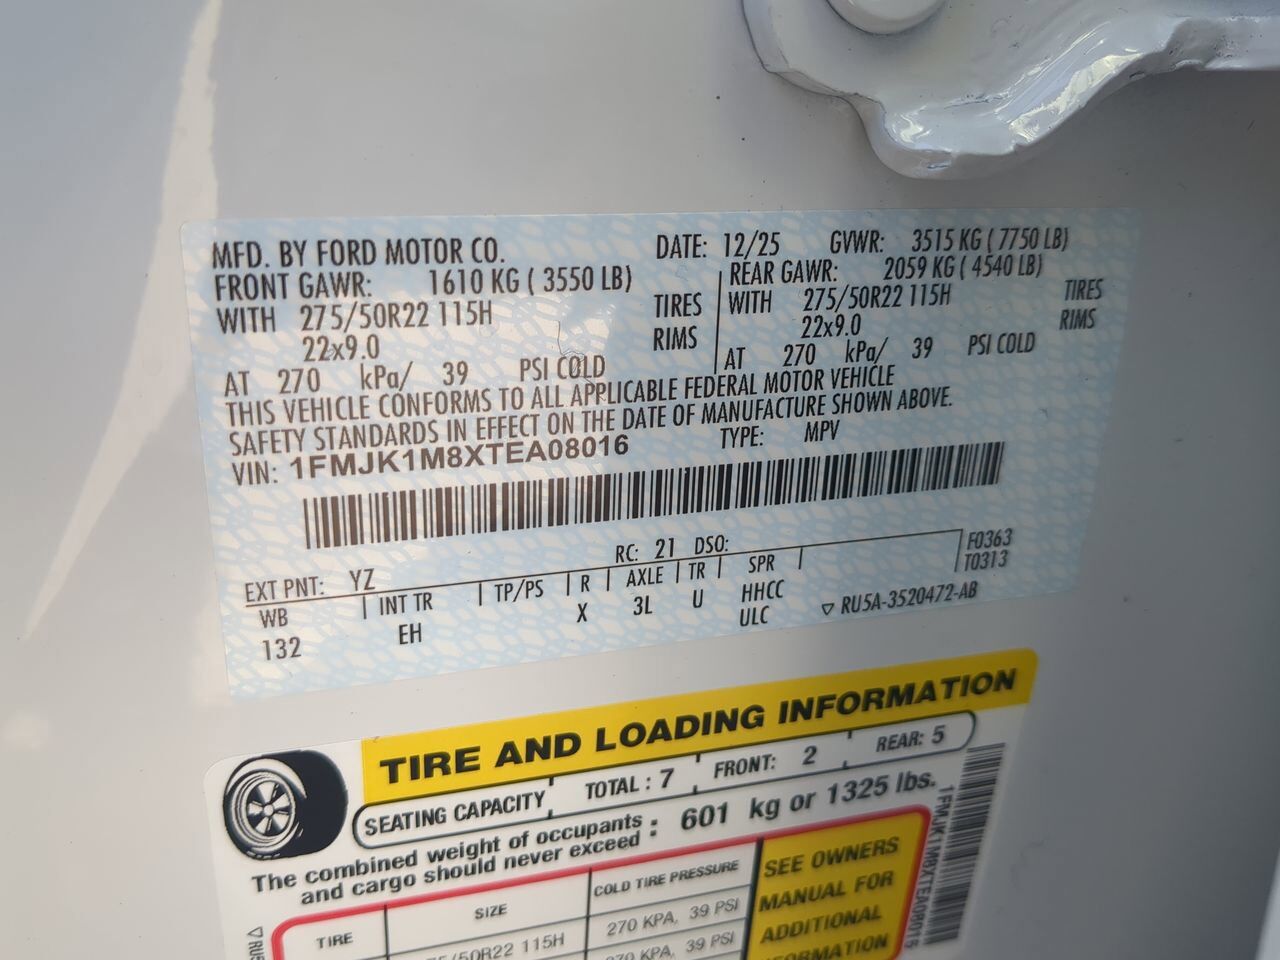 MFD. BY FORD MOTOR CO. DATE: 12/25 GVWR: 3515 KG ( 7750 LB)
FRONT GAWR: 1610 KG ( 3550 LB) REAR GAWR: 2059 KG ( 4540 LB)
WITH 275/50R22 115H TIRES WITH 275/50R22 115H TIRES
22x9.0 RIMS 22x9.0 RIMS
AT 270 kPa/ 39 PSI COLD AT 270 kPa/ 39 PSI COLD
THIS VEHICLE CONFORMS TO ALL APPLICABLE FEDERAL MOTOR VEHICLE
SAFETY STANDARDS IN EFFECT ON THE DATE OF MANUFACTURE SHOWN ABOVE.
VIN: 1FMJK1M8XTEA08016 TYPE: MPV
EXT PNT: YZ RC: 21 DSO: F0363
T0313
WB INT TR TP/PS R AXLE TR SPR
132 EH X 3L U HHCC
ULC ▽ RU5A-3520472-AB
TIRE AND LOADING INFORMATION
SEATING CAPACITY TOTAL : 7 FRONT: 2 REAR: 5
The combined weight of occupants : 601 kg or 1325 lbs.
and cargo should never exceed
TIRE SIZE COLD TIRE PRESSURE
/50R22 115H 270 KPA, 39 PSI
KPA, 39 PSI
SEE OWNERS
MANUAL FOR
ADDITIONAL
1FMJK1M8XTEA08016